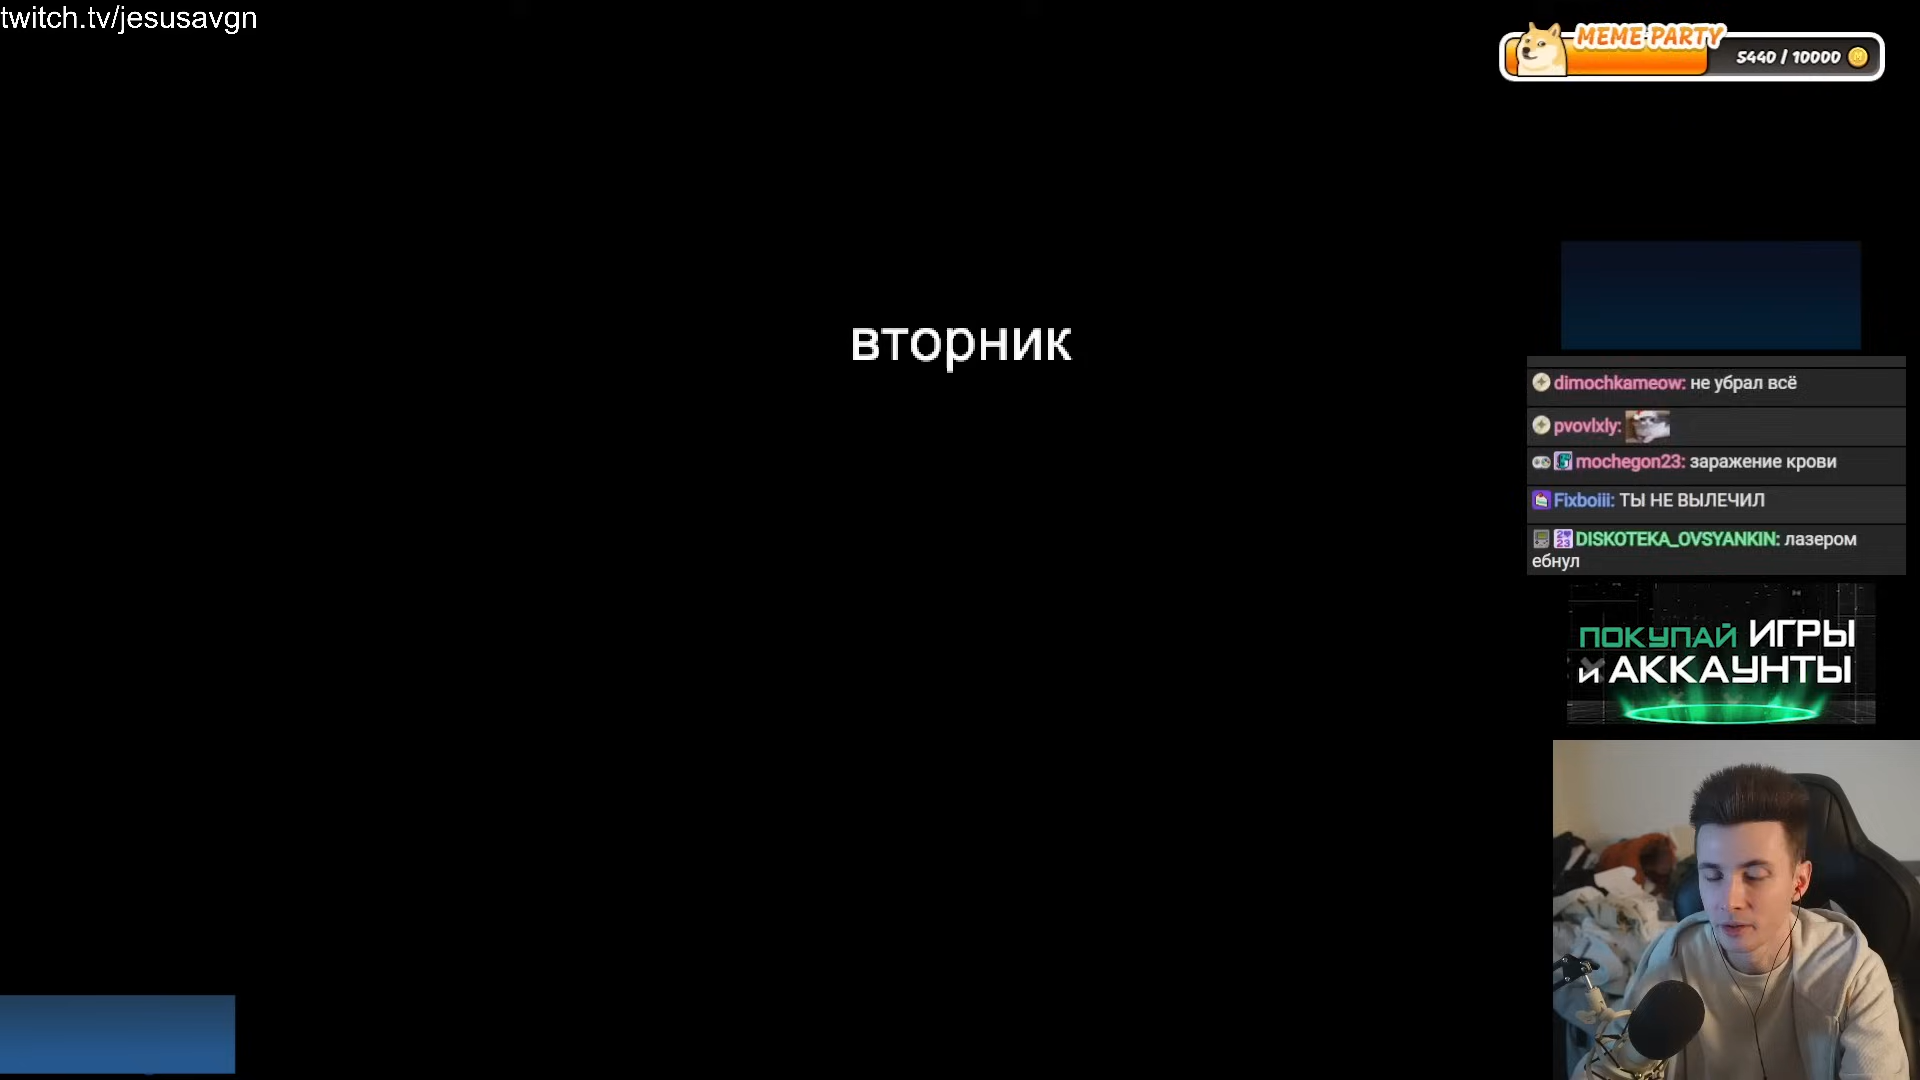 twitch.tv/jesusavgn
MEME PARTY
5440 / 10000
вторник
dimochkameow: не убрал всё
pvovlxly:
mochegon23: заражение крови
Fixboiii: ТЫ НЕ ВЫЛЕЧИЛ
DISKOTEKA_OVSYANKIN: лазером
ебнул
ПОКУПАЙ ИГРЫ
и АККАУНТЫ